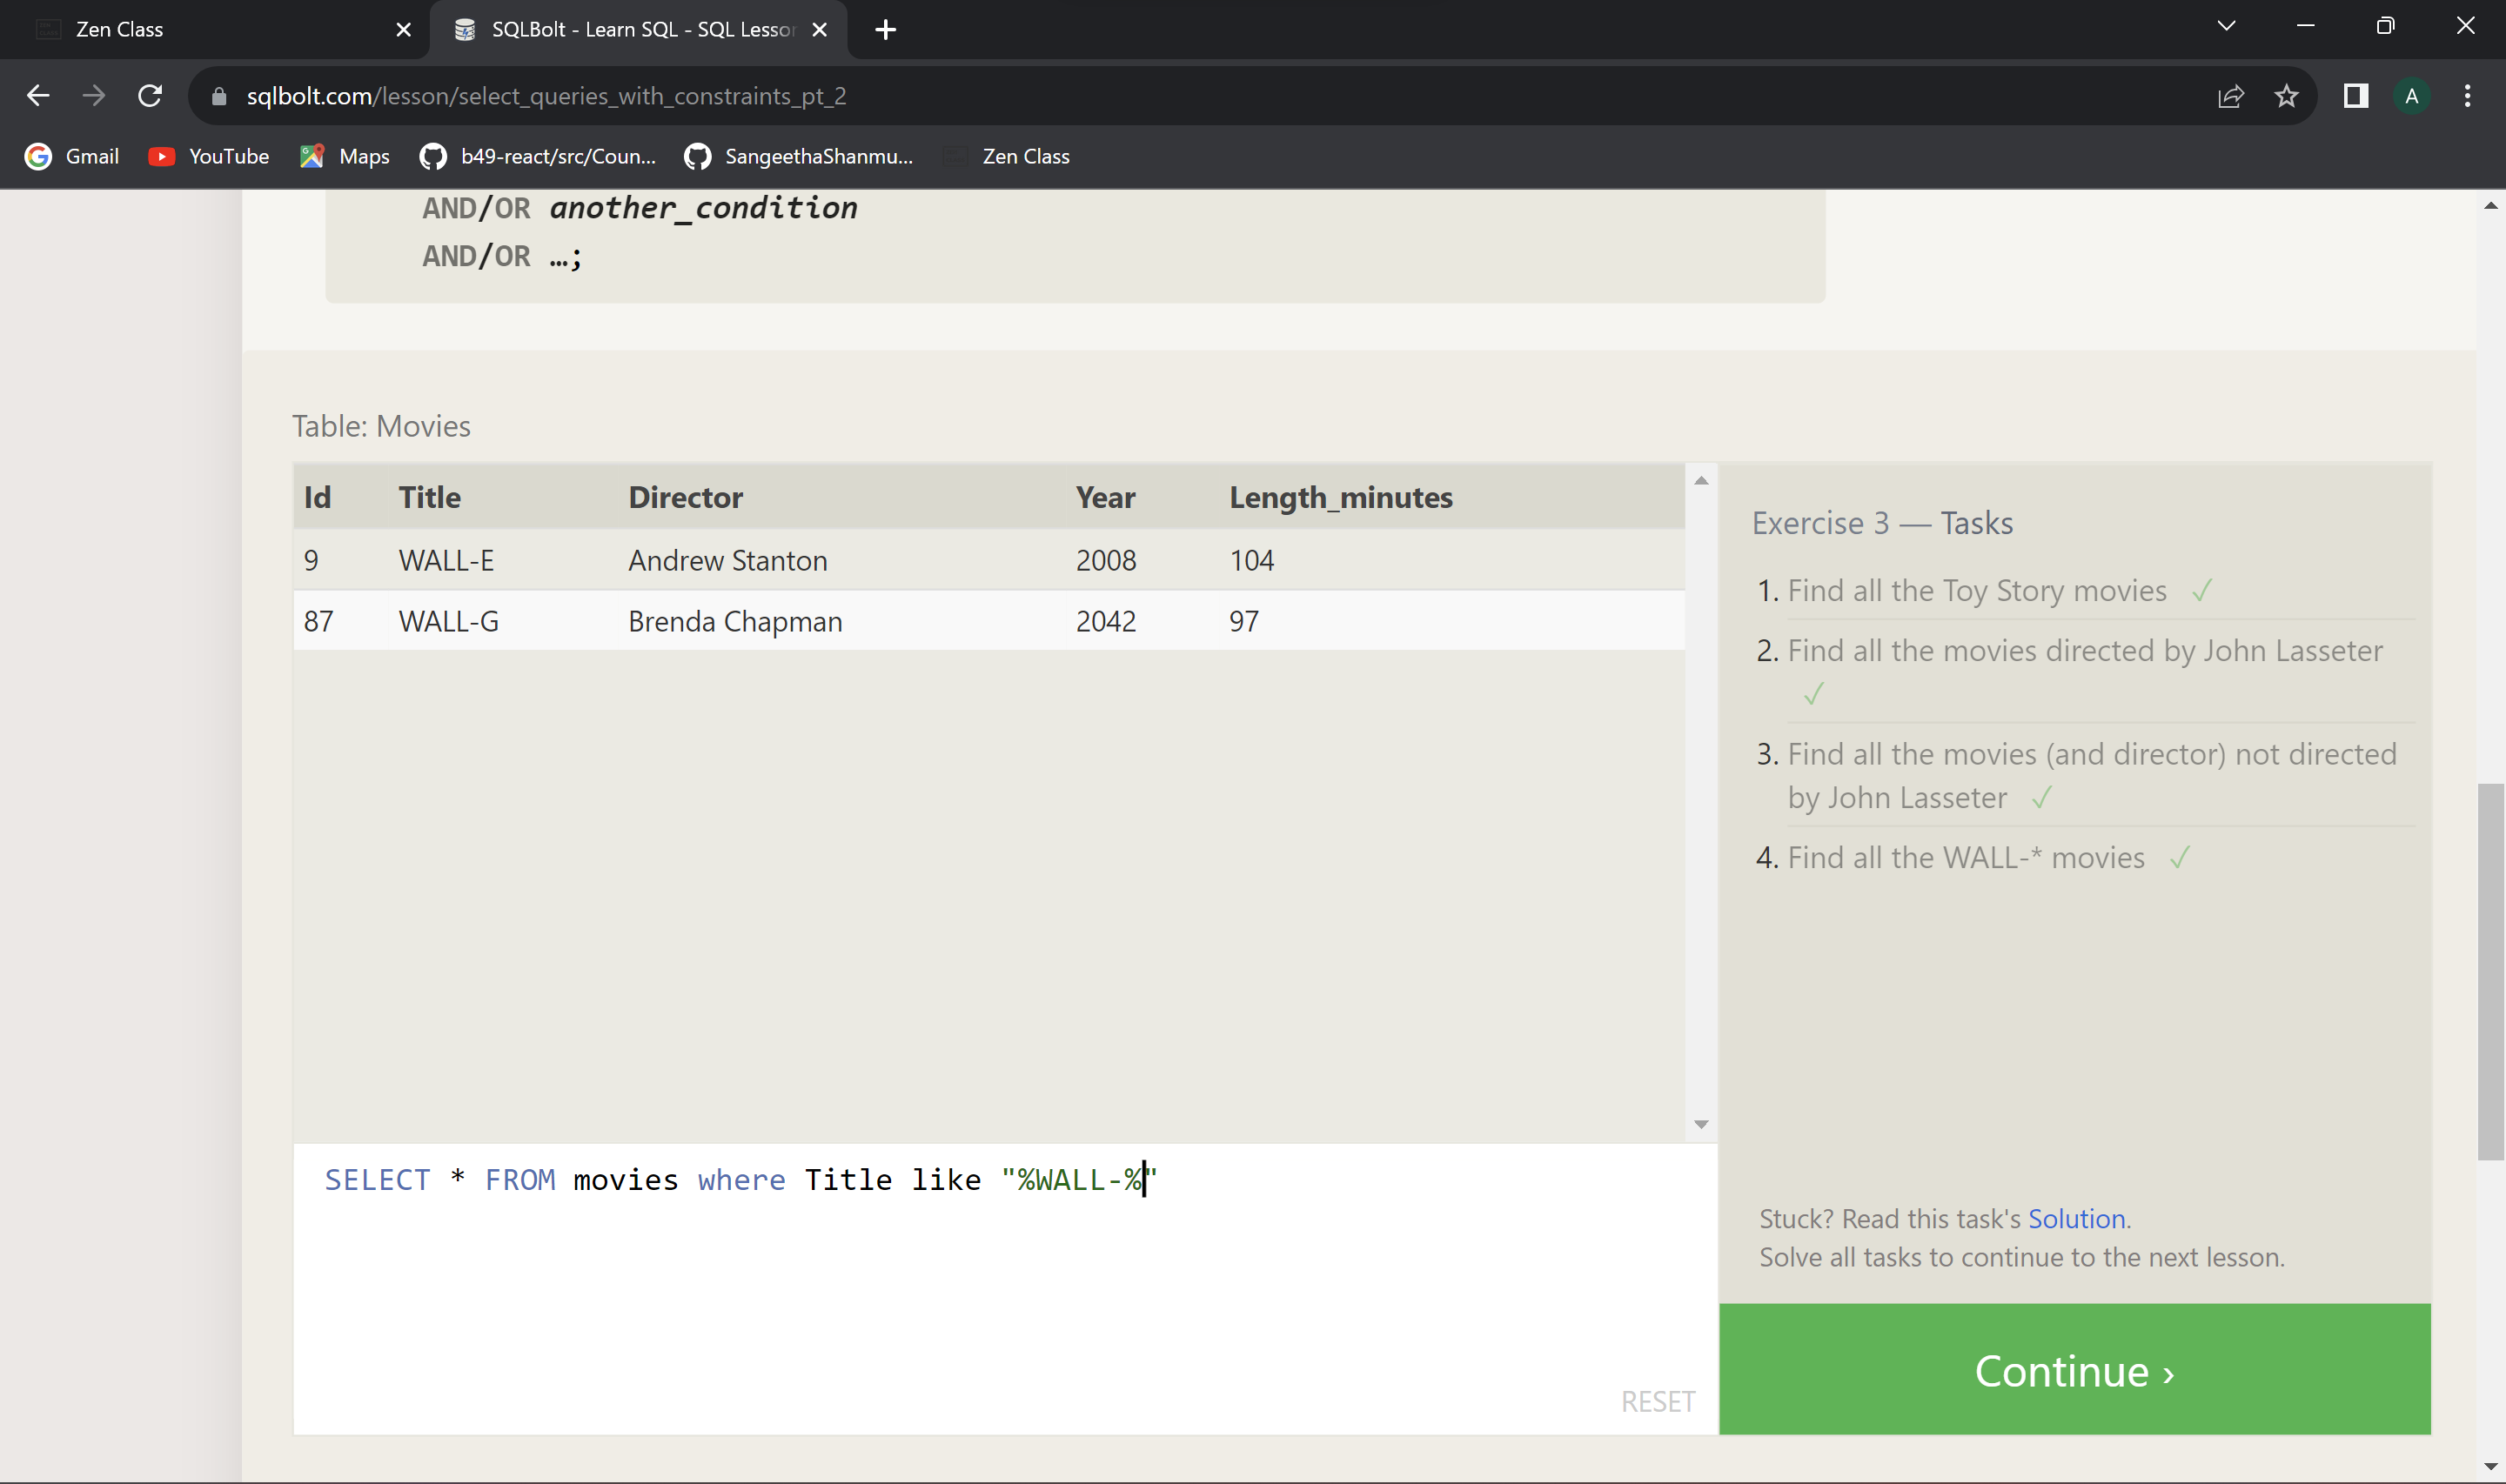 Zen Class
SQLBolt - Learn SQL - SQL Lesson
sqlbolt.com/lesson/select_queries_with_constraints_pt_2
A
Gmail
YouTube
Maps
b49-react/src/Coun...
SangeethaShanmu...
Zen Class
AND/OR another_condition
AND/OR …;
Table: Movies
Id Title Director Year Length_minutes
9 WALL-E Andrew Stanton 2008 104
87 WALL-G Brenda Chapman 2042 97
Exercise 3 — Tasks
1. Find all the Toy Story movies ✓
2. Find all the movies directed by John Lasseter
✓
3. Find all the movies (and director) not directed
by John Lasseter ✓
4. Find all the WALL-* movies ✓
SELECT * FROM movies where Title like "%WALL-%"
RESET
Stuck? Read this task's Solution.
Solve all tasks to continue to the next lesson.
Continue ›